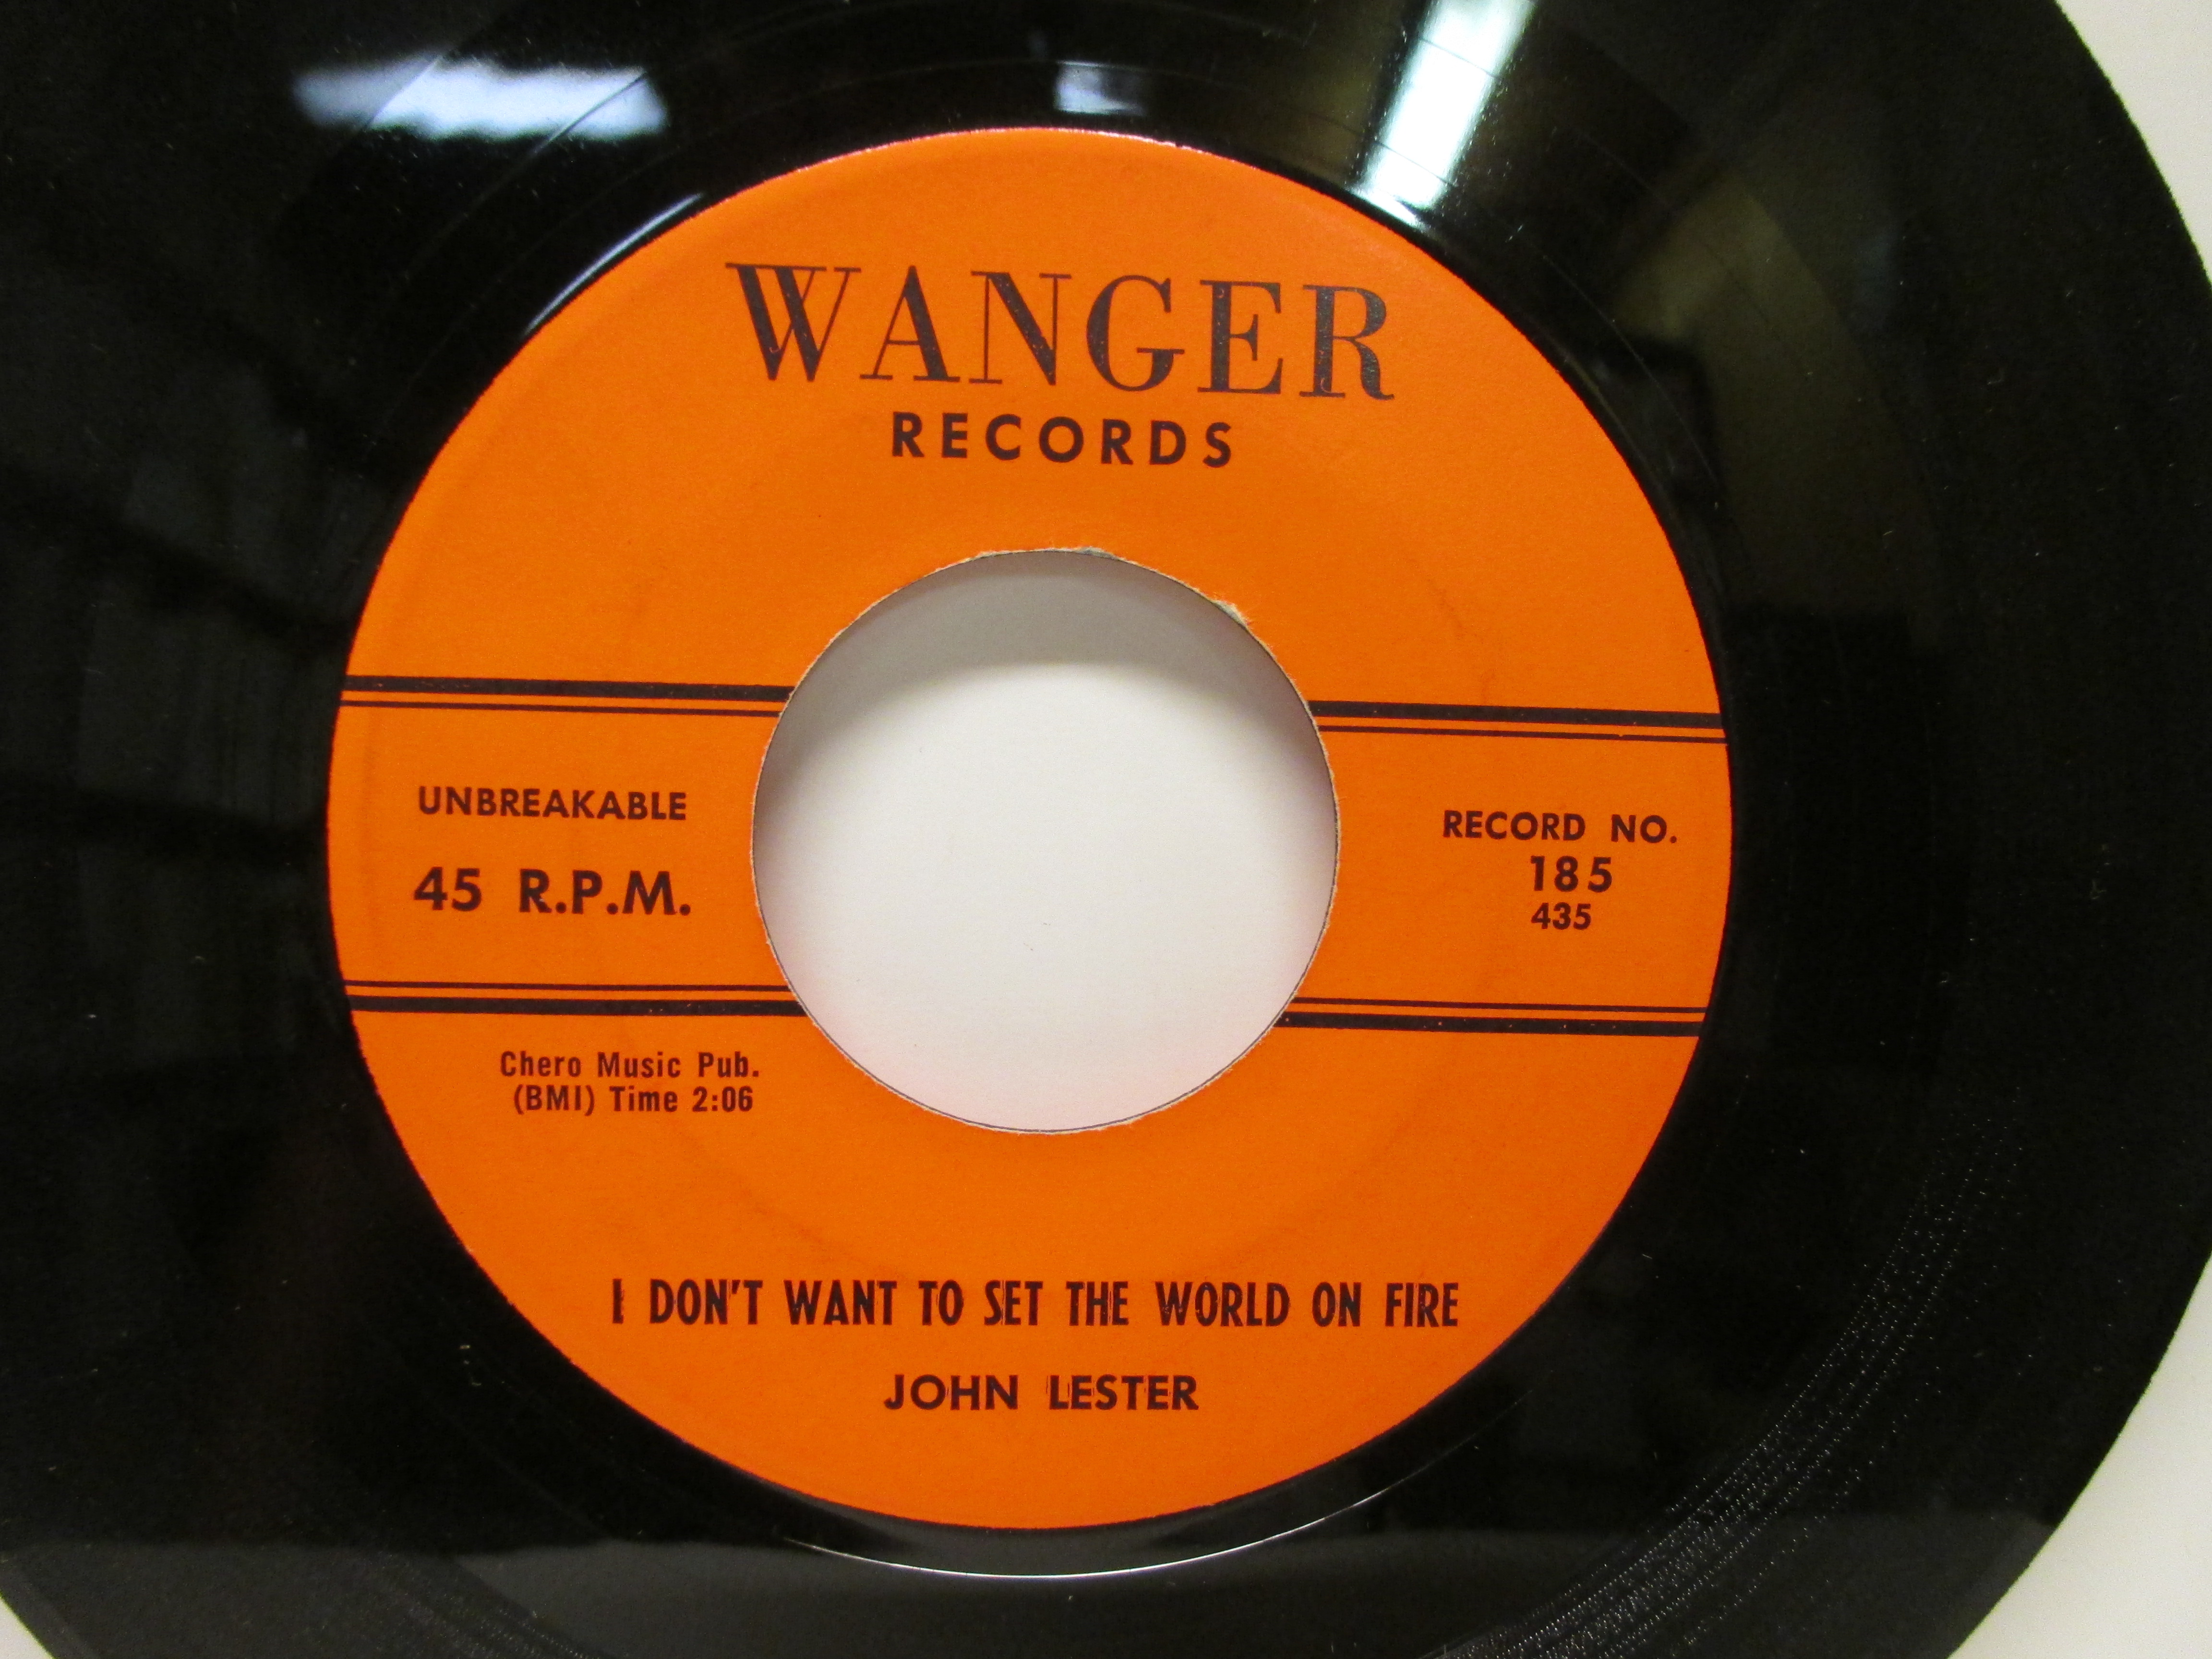 WANGER
RECORDS
UNBREAKABLE
45 R.P.M.
RECORD NO.
185
435
Chero Music Pub.
(BMI) Time 2:06
I DON'T WANT TO SET THE WORLD ON FIRE
JOHN LESTER